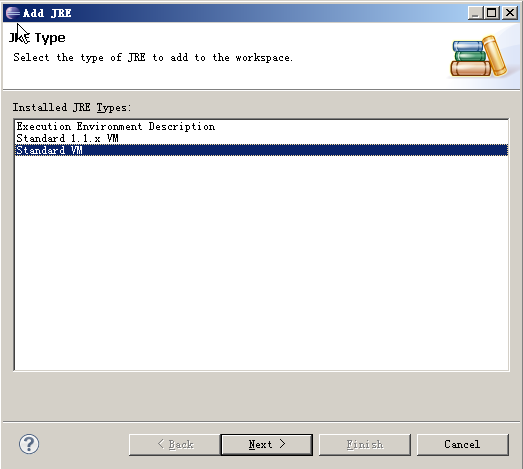 Add JRE
JRE Type
Select the type of JRE to add to the workspace.
Installed JRE Types:
Execution Environment Description
Standard 1.1.x VM
Standard VM
?
< Back
Next >
Finish
Cancel